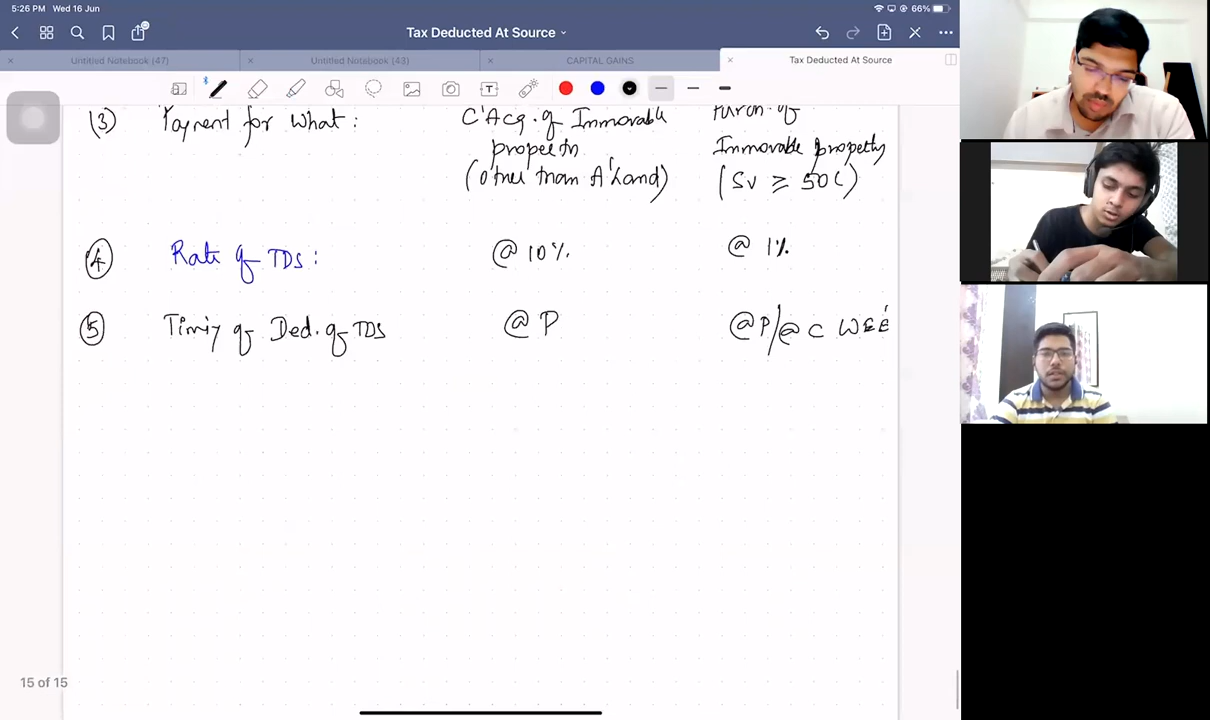 5:26 PM Wed 16 Jun
66%
Tax Deducted At Source
Untitled Notebook (47)
Untitled Notebook (43)
CAPITAL GAINS
Tax Deducted At Source
(3) Payment for What: C'Acq. of Immovable of
property Immovable property
(other than A'Land) (SV ≥ 50L)
4 Rate of TDS: @ 10% @ 1%
5 Timing of Ded. of TDS @ P @P/@ C WEE'
15 of 15